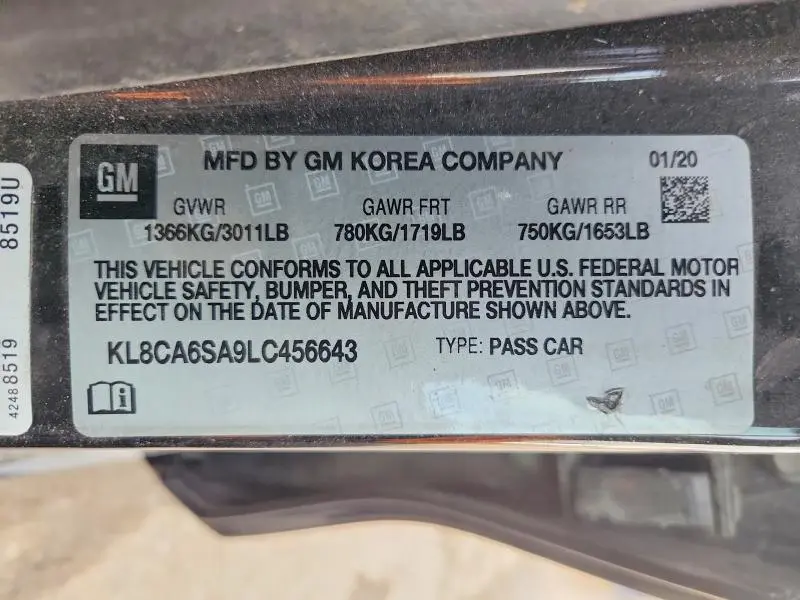 GM
MFD BY GM KOREA COMPANY
01/20
GVWR GAWR FRT GAWR RR
1366KG/3011LB 780KG/1719LB 750KG/1653LB
THIS VEHICLE CONFORMS TO ALL APPLICABLE U.S. FEDERAL MOTOR
VEHICLE SAFETY, BUMPER, AND THEFT PREVENTION STANDARDS IN
EFFECT ON THE DATE OF MANUFACTURE SHOWN ABOVE.
KL8CA6SA9LC456643 TYPE: PASS CAR
8519U
42488519